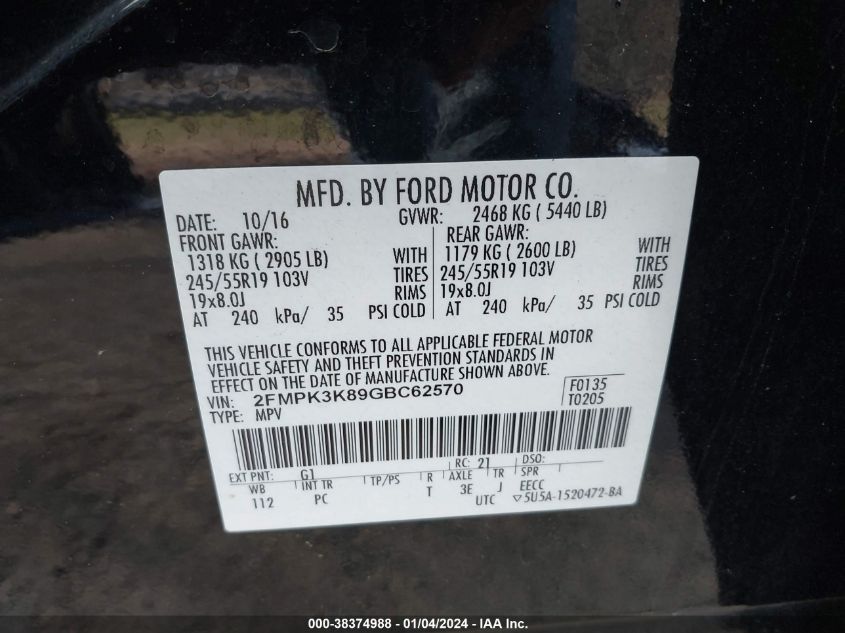 MFD. BY FORD MOTOR CO.
DATE: 10/16 GVWR: 2468 KG ( 5440 LB)
FRONT GAWR: REAR GAWR:
1318 KG ( 2905 LB) WITH 1179 KG ( 2600 LB) WITH
245/55R19 103V TIRES 245/55R19 103V TIRES
19x8.0J RIMS 19x8.0J RIMS
AT 240 kPa/ 35 PSI COLD AT 240 kPa/ 35 PSI COLD
THIS VEHICLE CONFORMS TO ALL APPLICABLE FEDERAL MOTOR
VEHICLE SAFETY AND THEFT PREVENTION STANDARDS IN
EFFECT ON THE DATE OF MANUFACTURE SHOWN ABOVE.
VIN: 2FMPK3K89GBC62570 F0135
TYPE: MPV T0205
EXT PNT: G1 RC: 21 DSO:
WB INT TR TP/PS R AXLE TR SPR
112 PC T 3E J EECC
UTC ▽5U5A-1520472-BA
000-38374988 - 01/04/2024 - IAA Inc.